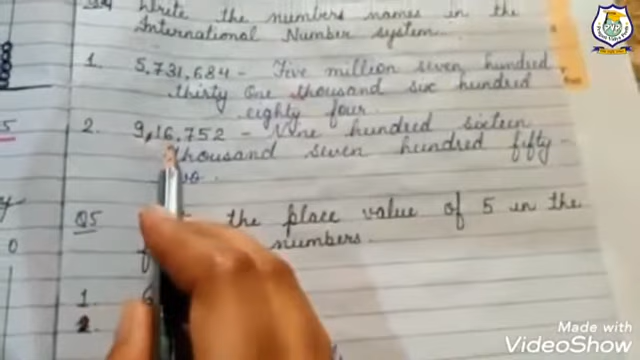 Q4 Write the numbers names in the
International Number system.
1. 5,731,684 - Five million seven hundred
thirty one thousand six hundred
eighty four
2. 9,16,752 - Nine hundred sixteen
thousand seven hundred fifty-
Q5 the place value of 5 in the
numbers.
1 6
2.
Made with
VideoShow